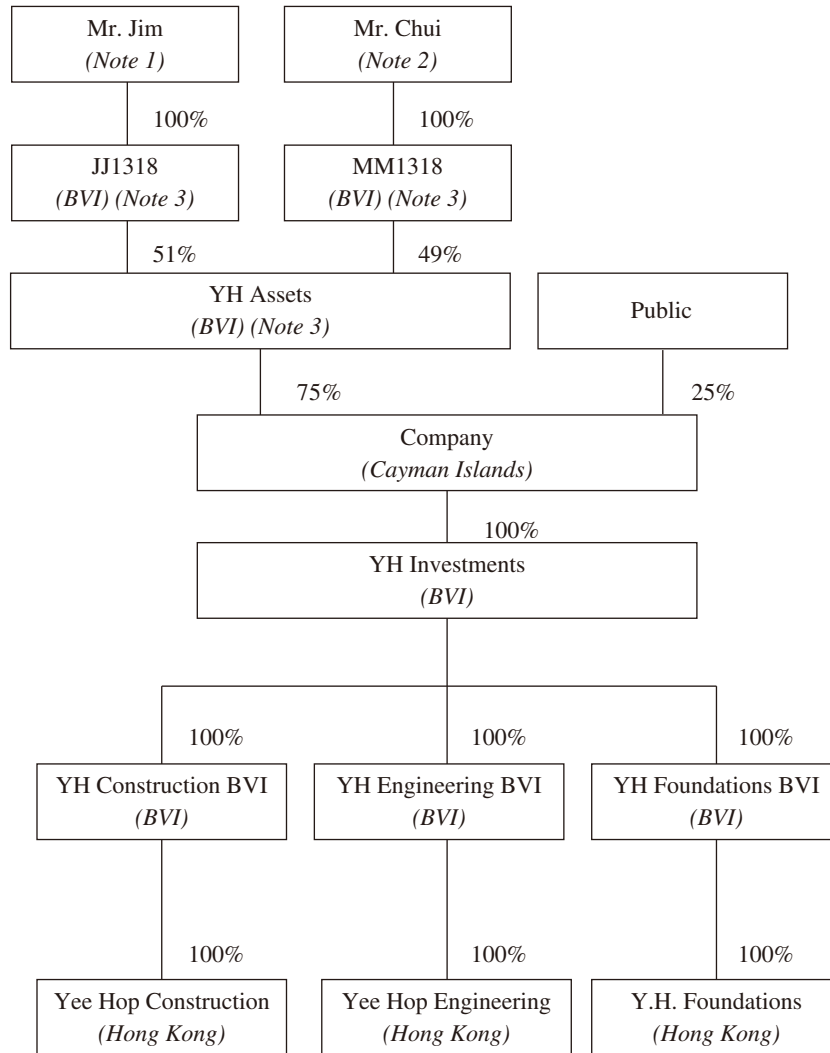 Mr. Jim
(Note 1)
Mr. Chui
(Note 2)
100%
100%
JJ1318
(BVI) (Note 3)
MM1318
(BVI) (Note 3)
51%
49%
YH Assets
(BVI) (Note 3)
Public
75%
25%
Company
(Cayman Islands)
100%
YH Investments
(BVI)
100%
100%
100%
YH Construction BVI
(BVI)
YH Engineering BVI
(BVI)
YH Foundations BVI
(BVI)
100%
100%
100%
Yee Hop Construction
(Hong Kong)
Yee Hop Engineering
(Hong Kong)
Y.H. Foundations
(Hong Kong)